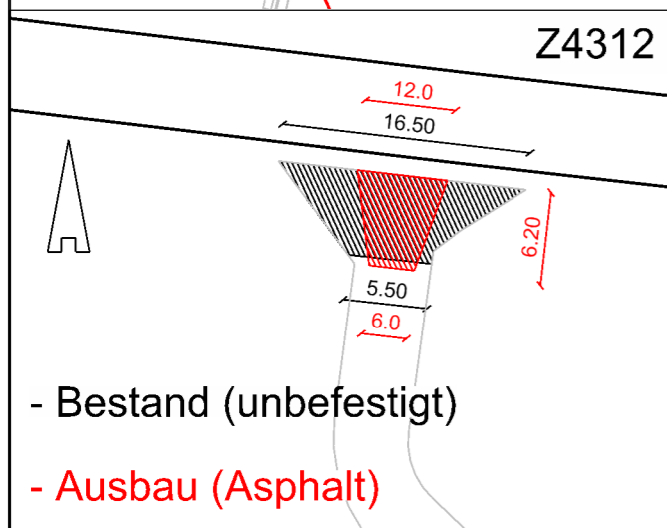 Z4312
12.0
16.50
6.20
5.50
6.0
- Bestand (unbefestigt)
- Ausbau (Asphalt)